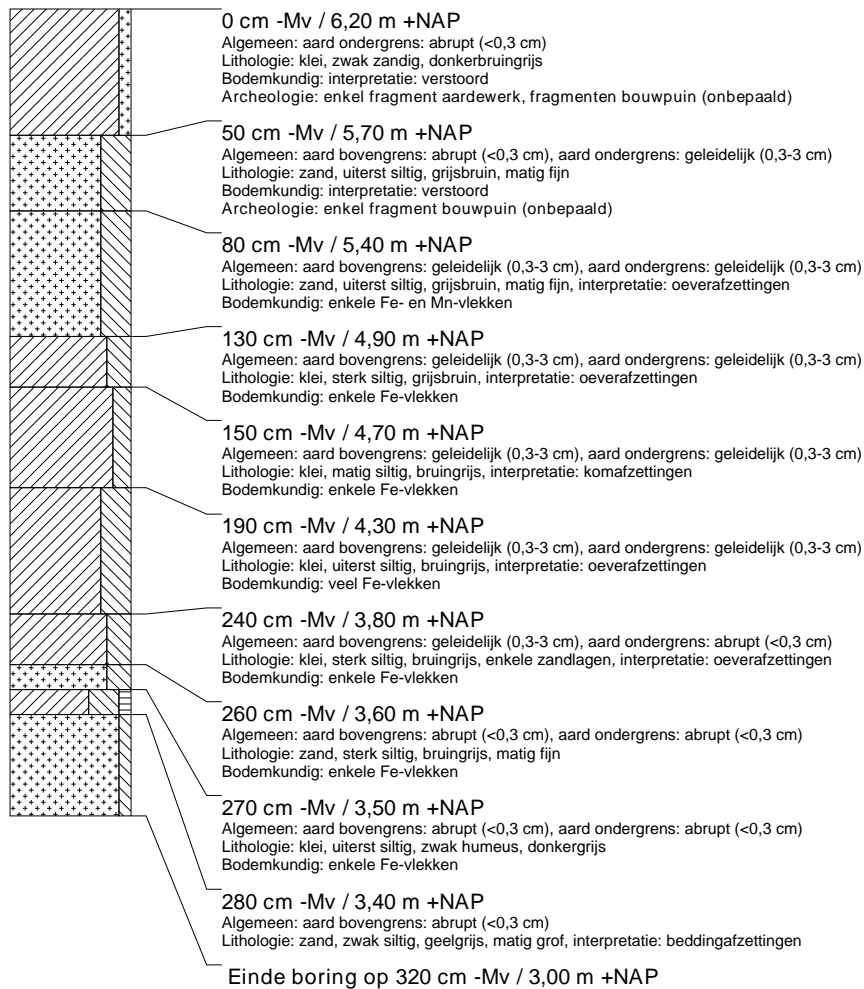 0 cm -Mv / 6,20 m +NAP
Algemeen: aard ondergrens: abrupt (<0,3 cm)
Lithologie: klei, zwak zandig, donkerbruingrijs
Bodemkundig: interpretatie: verstoord
Archeologie: enkel fragment aardewerk, fragmenten bouwpuin (onbepaald)
50 cm -Mv / 5,70 m +NAP
Algemeen: aard bovengrens: abrupt (<0,3 cm), aard ondergrens: geleidelijk (0,3-3 cm)
Lithologie: zand, uiterst siltig, grijsbruin, matig fijn
Bodemkundig: interpretatie: verstoord
Archeologie: enkel fragment bouwpuin (onbepaald)
80 cm -Mv / 5,40 m +NAP
Algemeen: aard bovengrens: geleidelijk (0,3-3 cm), aard ondergrens: geleidelijk (0,3-3 cm)
Lithologie: zand, uiterst siltig, grijsbruin, matig fijn, interpretatie: oeverafzettingen
Bodemkundig: enkele Fe- en Mn-vlekken
130 cm -Mv / 4,90 m +NAP
Algemeen: aard bovengrens: geleidelijk (0,3-3 cm), aard ondergrens: geleidelijk (0,3-3 cm)
Lithologie: klei, sterk siltig, grijsbruin, interpretatie: oeverafzettingen
Bodemkundig: enkele Fe-vlekken
150 cm -Mv / 4,70 m +NAP
Algemeen: aard bovengrens: geleidelijk (0,3-3 cm), aard ondergrens: geleidelijk (0,3-3 cm)
Lithologie: klei, matig siltig, bruingrijs, interpretatie: komafzettingen
Bodemkundig: enkele Fe-vlekken
190 cm -Mv / 4,30 m +NAP
Algemeen: aard bovengrens: geleidelijk (0,3-3 cm), aard ondergrens: geleidelijk (0,3-3 cm)
Lithologie: klei, uiterst siltig, bruingrijs, interpretatie: oeverafzettingen
Bodemkundig: veel Fe-vlekken
240 cm -Mv / 3,80 m +NAP
Algemeen: aard bovengrens: geleidelijk (0,3-3 cm), aard ondergrens: abrupt (<0,3 cm)
Lithologie: klei, sterk siltig, bruingrijs, enkele zandlagen, interpretatie: oeverafzettingen
Bodemkundig: enkele Fe-vlekken
260 cm -Mv / 3,60 m +NAP
Algemeen: aard bovengrens: abrupt (<0,3 cm), aard ondergrens: abrupt (<0,3 cm)
Lithologie: zand, sterk siltig, bruingrijs, matig fijn
Bodemkundig: enkele Fe-vlekken
270 cm -Mv / 3,50 m +NAP
Algemeen: aard bovengrens: abrupt (<0,3 cm), aard ondergrens: abrupt (<0,3 cm)
Lithologie: klei, uiterst siltig, zwak humeus, donkergrijs
Bodemkundig: enkele Fe-vlekken
280 cm -Mv / 3,40 m +NAP
Algemeen: aard bovengrens: abrupt (<0,3 cm)
Lithologie: zand, zwak siltig, geelgrijs, matig grof, interpretatie: beddingafzettingen
Einde boring op 320 cm -Mv / 3,00 m +NAP